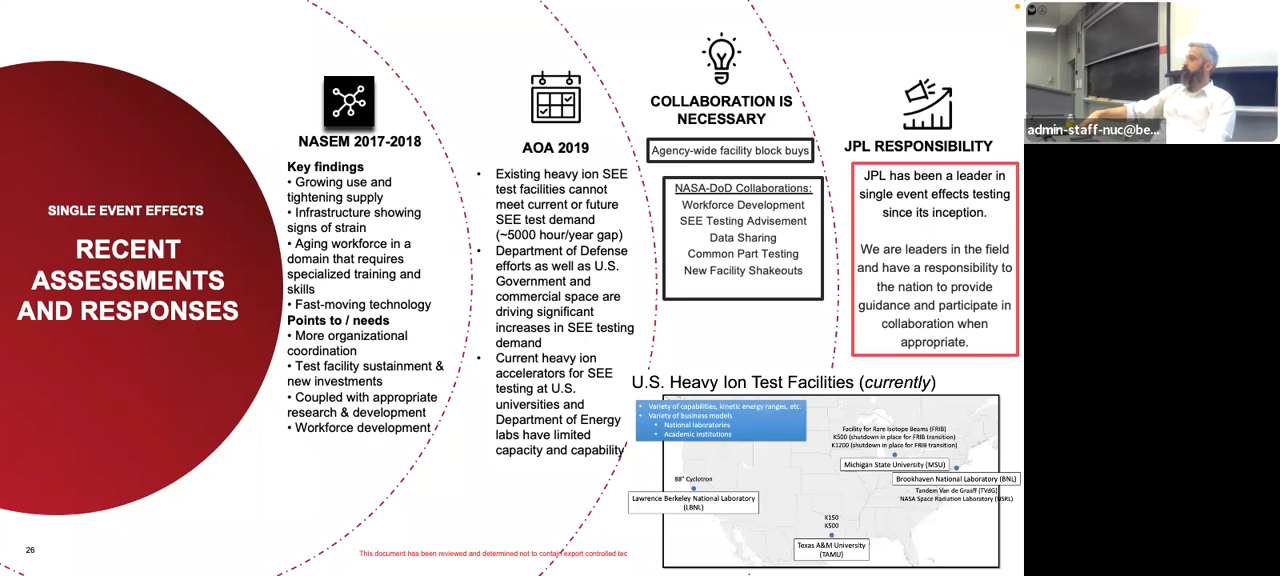 SINGLE EVENT EFFECTS
RECENT
ASSESSMENTS
AND RESPONSES
26
NASEM 2017-2018
Key findings
• Growing use and
tightening supply
• Infrastructure showing
signs of strain
• Aging workforce in a
domain that requires
specialized training and
skills
• Fast-moving technology
Points to / needs
• More organizational
coordination
• Test facility sustainment &
new investments
• Coupled with appropriate
research & development
• Workforce development
AOA 2019
• Existing heavy ion SEE
test facilities cannot
meet current or future
SEE test demand
(~5000 hour/year gap)
• Department of Defense
efforts as well as U.S.
Government and
commercial space are
driving significant
increases in SEE testing
demand
• Current heavy ion
accelerators for SEE
testing at U.S.
universities and
Department of Energy
labs have limited
capacity and capability
COLLABORATION IS
NECESSARY
Agency-wide facility block buys
NASA-DoD Collaborations:
Workforce Development
SEE Testing Advisement
Data Sharing
Common Part Testing
New Facility Shakeouts
JPL RESPONSIBILITY
JPL has been a leader in
single event effects testing
since its inception.
We are leaders in the field
and have a responsibility to
the nation to provide
guidance and participate in
collaboration when
appropriate.
U.S. Heavy Ion Test Facilities (currently)
• Variety of capabilities, kinetic energy ranges, etc.
• Variety of business models
• National laboratories
• Academic institutions
Facility for Rare Isotope Beams (FRIB)
K500 (shutdown in place for FRIB transition)
K1200 (shutdown in place for FRIB transition)
Michigan State University (MSU)
Brookhaven National Laboratory (BNL)
Tandem Van de Graaff (TVdG)
NASA Space Radiation Laboratory (NSRL)
88" Cyclotron
Lawrence Berkeley National Laboratory
(LBNL)
K150
K500
Texas A&M University
(TAMU)
This document has been reviewed and determined not to contain export controlled tec
admin-staff-nuc@be...